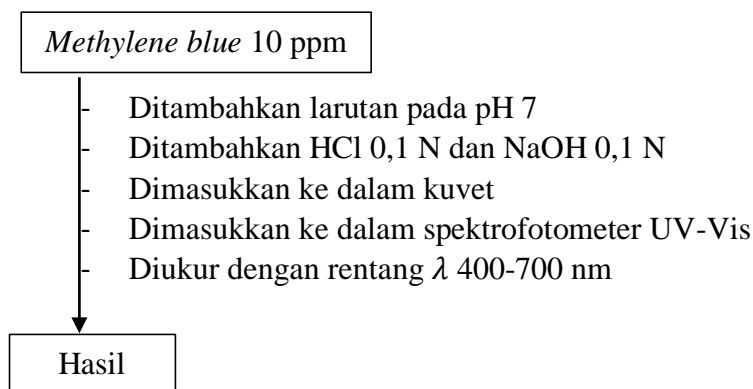 Methylene blue 10 ppm
- Ditambahkan larutan pada pH 7
- Ditambahkan HCl 0,1 N dan NaOH 0,1 N
- Dimasukkan ke dalam kuvet
- Dimasukkan ke dalam spektrofotometer UV-Vis
- Diukur dengan rentang 𝜆 400-700 nm
Hasil